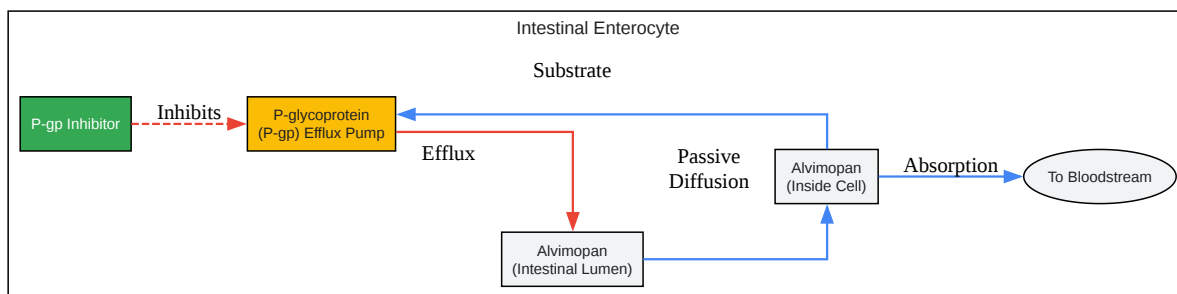 Intestinal Enterocyte
Substrate
P-gp Inhibitor
Inhibits
P-glycoprotein
(P-gp) Efflux Pump
Efflux
Passive
Diffusion
Alvimopan
(Inside Cell)
Absorption
To Bloodstream
Alvimopan
(Intestinal Lumen)